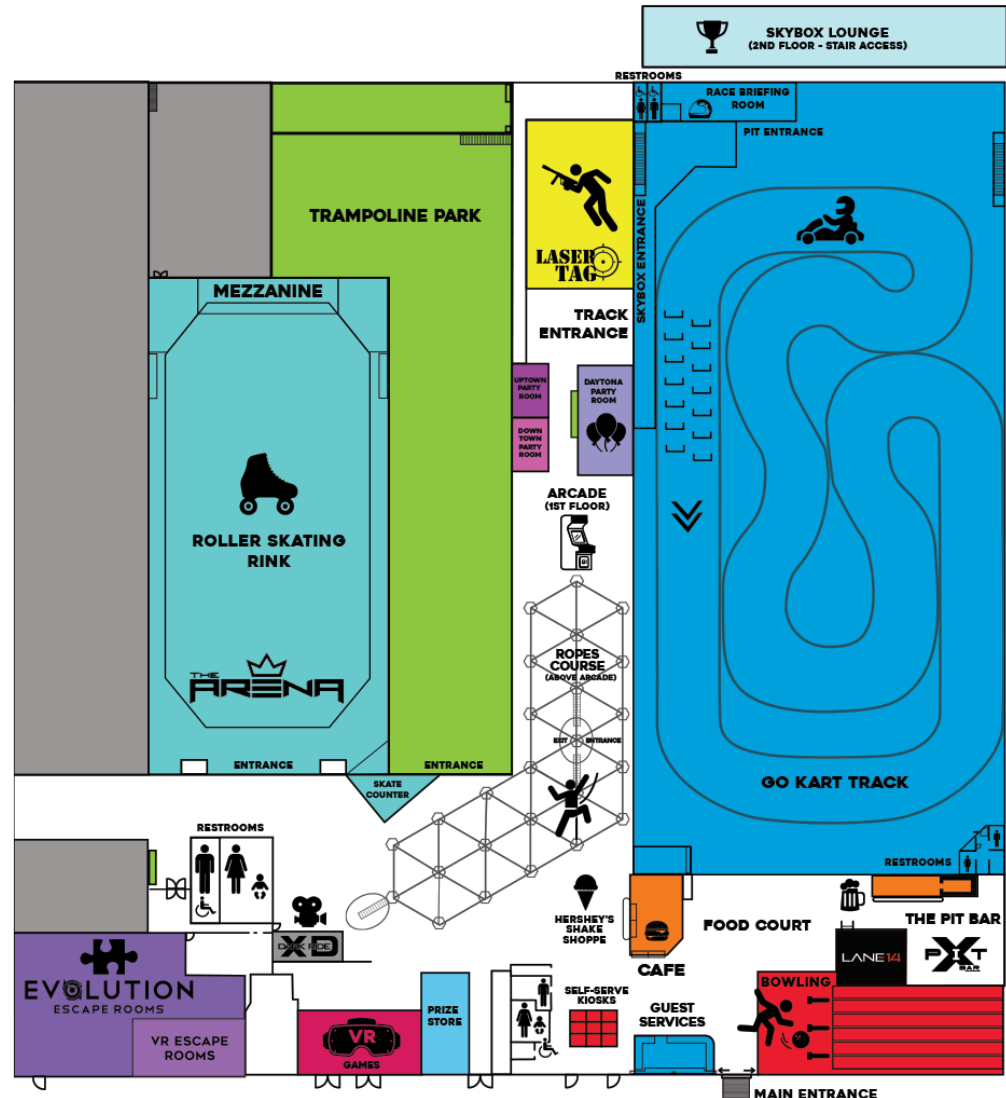 SKYBOX LOUNGE
(2ND FLOOR - STAIR ACCESS)
RESTROOMS
RACE BRIEFING
ROOM
PIT ENTRANCE
TRAMPOLINE PARK
LASER
TAG
SKYBOX ENTRANCE
MEZZANINE
TRACK
ENTRANCE
UPTOWN
PARTY
ROOM
DAYTONA
PARTY
ROOM
DOWN
TOWN
PARTY
ROOM
ARCADE
(1ST FLOOR)
ROLLER SKATING
RINK
ROPES
COURSE
(ABOVE ARCADE)
THE
ARENA
EXIT
ENTRANCE
ENTRANCE
ENTRANCE
SKATE
COUNTER
GO KART TRACK
RESTROOMS
RESTROOMS
HERSHEY'S
SHAKE
SHOPPE
FOOD COURT
THE PIT BAR
DARK RIDE
XD
LANE14
PIT
BAR
CAFE
EVOLUTION
ESCAPE ROOMS
BOWLING
SELF-SERVE
KIOSKS
GUEST
SERVICES
PRIZE
STORE
VR ESCAPE
ROOMS
VR
GAMES
MAIN ENTRANCE